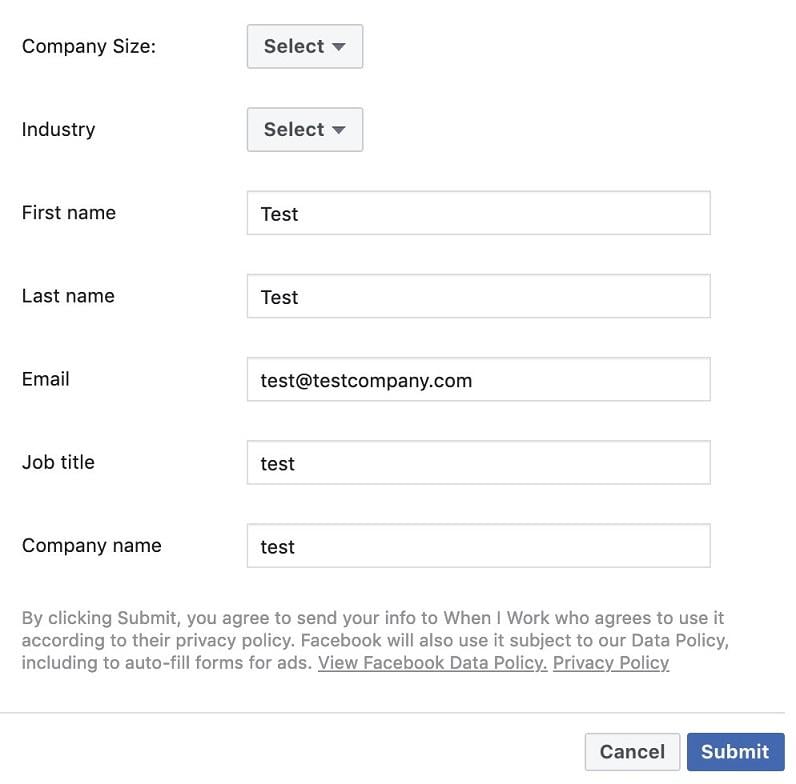 Company Size: Select
Industry Select
First name Test
Last name Test
Email test@testcompany.com
Job title test
Company name test
By clicking Submit, you agree to send your info to When I Work who agrees to use it
according to their privacy policy. Facebook will also use it subject to our Data Policy,
including to auto-fill forms for ads. View Facebook Data Policy. Privacy Policy
Cancel Submit